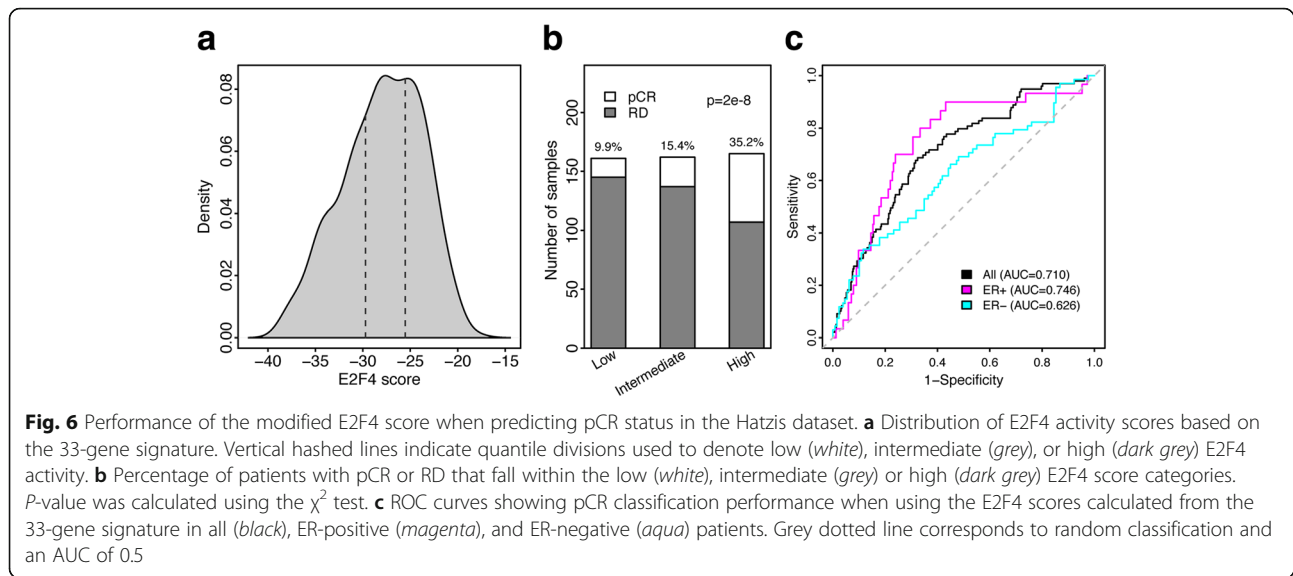 a
b
c
0.08
0.06
0.04
0.02
0.00
Density
−40
−35
−30
−25
−20
−15
E2F4 score
200
150
100
50
0
Number of samples
pCR
RD
p=2e-8
9.9%
15.4%
35.2%
Low
Intermediate
High
1.0
0.8
0.6
0.4
0.2
0.0
Sensitivity
All (AUC=0.710)
ER+ (AUC=0.746)
ER− (AUC=0.626)
0.0
0.2
0.4
0.6
0.8
1.0
1−Specificity
Fig. 6 Performance of the modified E2F4 score when predicting pCR status in the Hatzis dataset. a Distribution of E2F4 activity scores based on
the 33-gene signature. Vertical hashed lines indicate quantile divisions used to denote low (white), intermediate (grey), or high (dark grey) E2F4
activity. b Percentage of patients with pCR or RD that fall within the low (white), intermediate (grey) or high (dark grey) E2F4 score categories.
P-value was calculated using the χ² test. c ROC curves showing pCR classification performance when using the E2F4 scores calculated from the
33-gene signature in all (black), ER-positive (magenta), and ER-negative (aqua) patients. Grey dotted line corresponds to random classification and
an AUC of 0.5